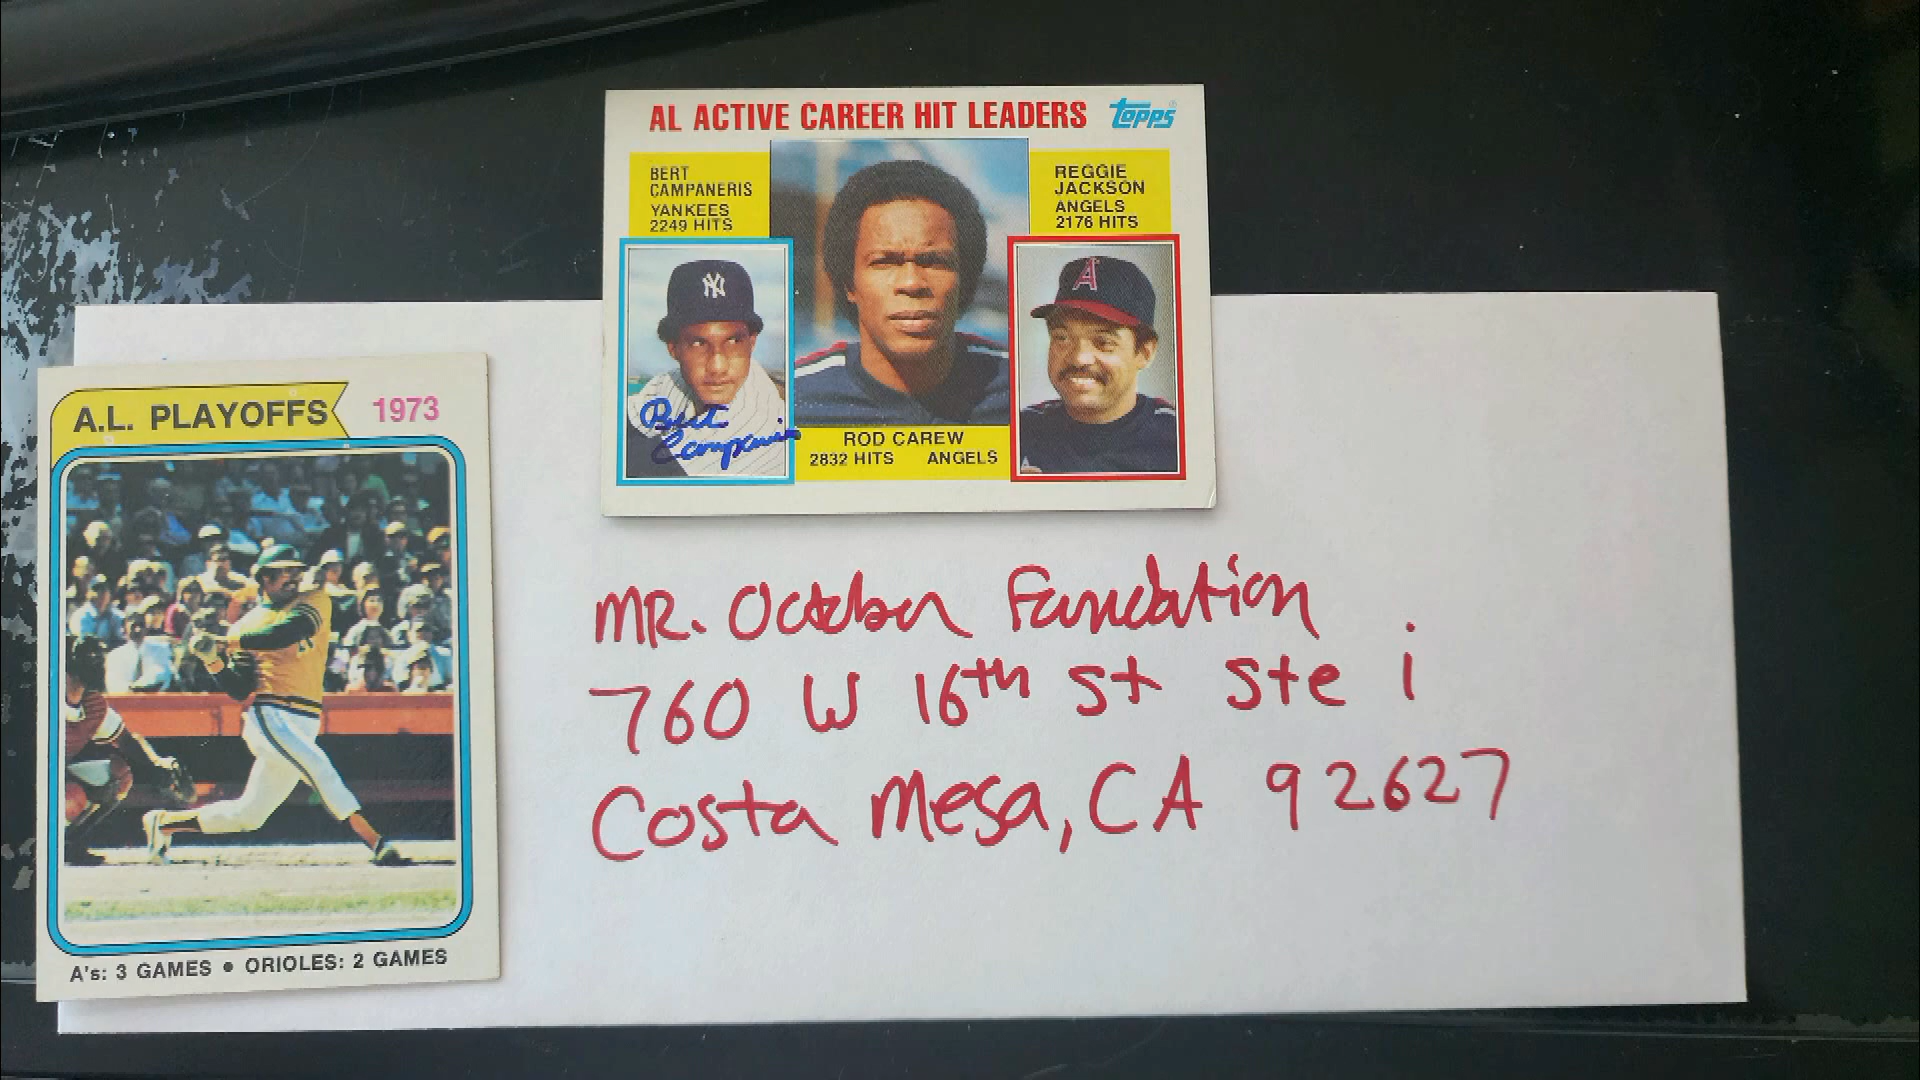 AL ACTIVE CAREER HIT LEADERS topps
BERT
CAMPANERIS
YANKEES
2249 HITS
REGGIE
JACKSON
ANGELS
2176 HITS
NY
A
Bert
Campaneris
ROD CAREW
2832 HITS ANGELS
A.L. PLAYOFFS 1973
A's: 3 GAMES • ORIOLES: 2 GAMES
MR. October Foundation
760 W 16th St Ste i
Costa Mesa, CA 92627